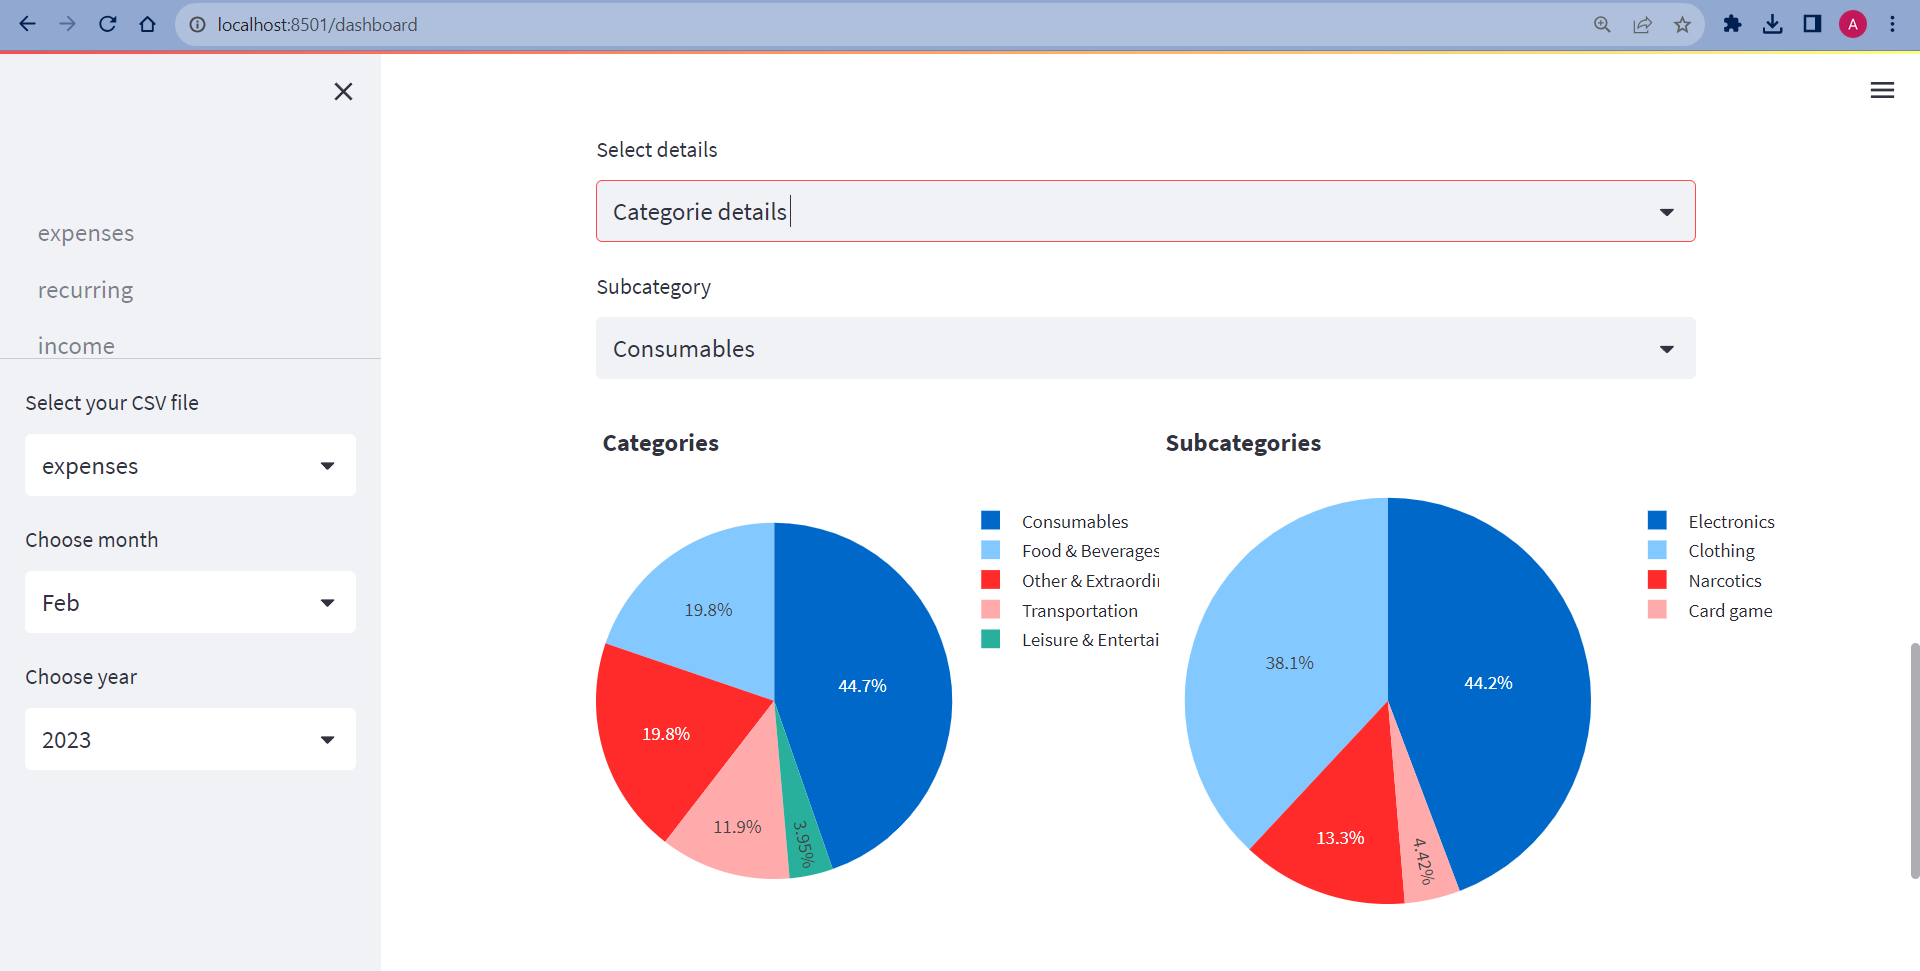 localhost:8501/dashboard
A
expenses
recurring
income
Select your CSV file
expenses
Choose month
Feb
Choose year
2023
Select details
Categorie details
Subcategory
Consumables
Categories
44.7%
19.8%
19.8%
11.9%
3.95%
Consumables
Food & Beverages
Other & Extraordi
Transportation
Leisure & Entertai
Subcategories
44.2%
38.1%
13.3%
4.42%
Electronics
Clothing
Narcotics
Card game